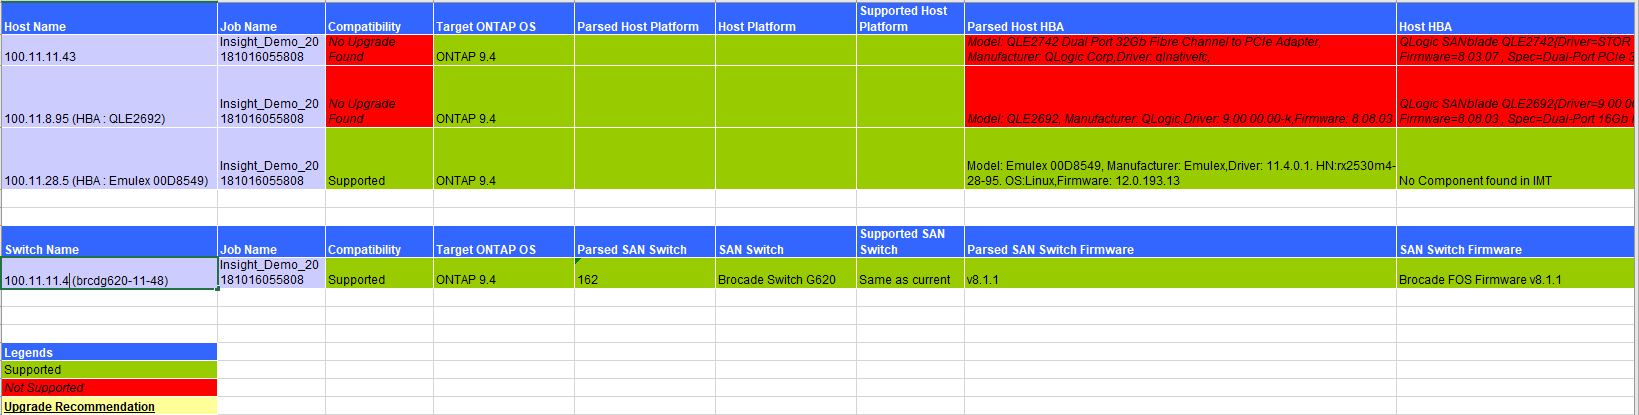 Host Name Job Name Compatibility Target ONTAP OS Parsed Host Platform Host Platform Supported Host Platform Parsed Host HBA Host HBA
100.11.11.43 Insight_Demo_20181016055808 No Upgrade Found ONTAP 9.4 Model: QLE2742 Dual Port 32Gb Fibre Channel to PCIe Adapter, Manufacturer: QLogic Corp,Driver: qlnativefc, QLogic SANblade QLE2742{Driver=STOR Firmware=8.03.07 , Spec=Dual-Port PCIe 3
100.11.8.95 (HBA : QLE2692) Insight_Demo_20181016055808 No Upgrade Found ONTAP 9.4 Model: QLE2692, Manufacturer: QLogic,Driver: 9.00.00.00-k,Firmware: 8.06.03 QLogic SANblade QLE2692{Driver=9.00.00 Firmware=8.06.03 , Spec=Dual-Port 16Gb
100.11.28.5 (HBA : Emulex 00D8549) Insight_Demo_20181016055808 Supported ONTAP 9.4 Model: Emulex 00D8549, Manufacturer: Emulex,Driver: 11.4.0.1. HN:rx2530m4-28-95. OS:Linux,Firmware: 12.0.193.13 No Component found in IMT
Switch Name Job Name Compatibility Target ONTAP OS Parsed SAN Switch SAN Switch Supported SAN Switch Parsed SAN Switch Firmware SAN Switch Firmware
100.11.11.4 (brcdg620-11-48) Insight_Demo_20181016055808 Supported ONTAP 9.4 162 Brocade Switch G620 Same as current v8.1.1 Brocade FOS Firmware v8.1.1
Legends
Supported
Not Supported
Upgrade Recommendation